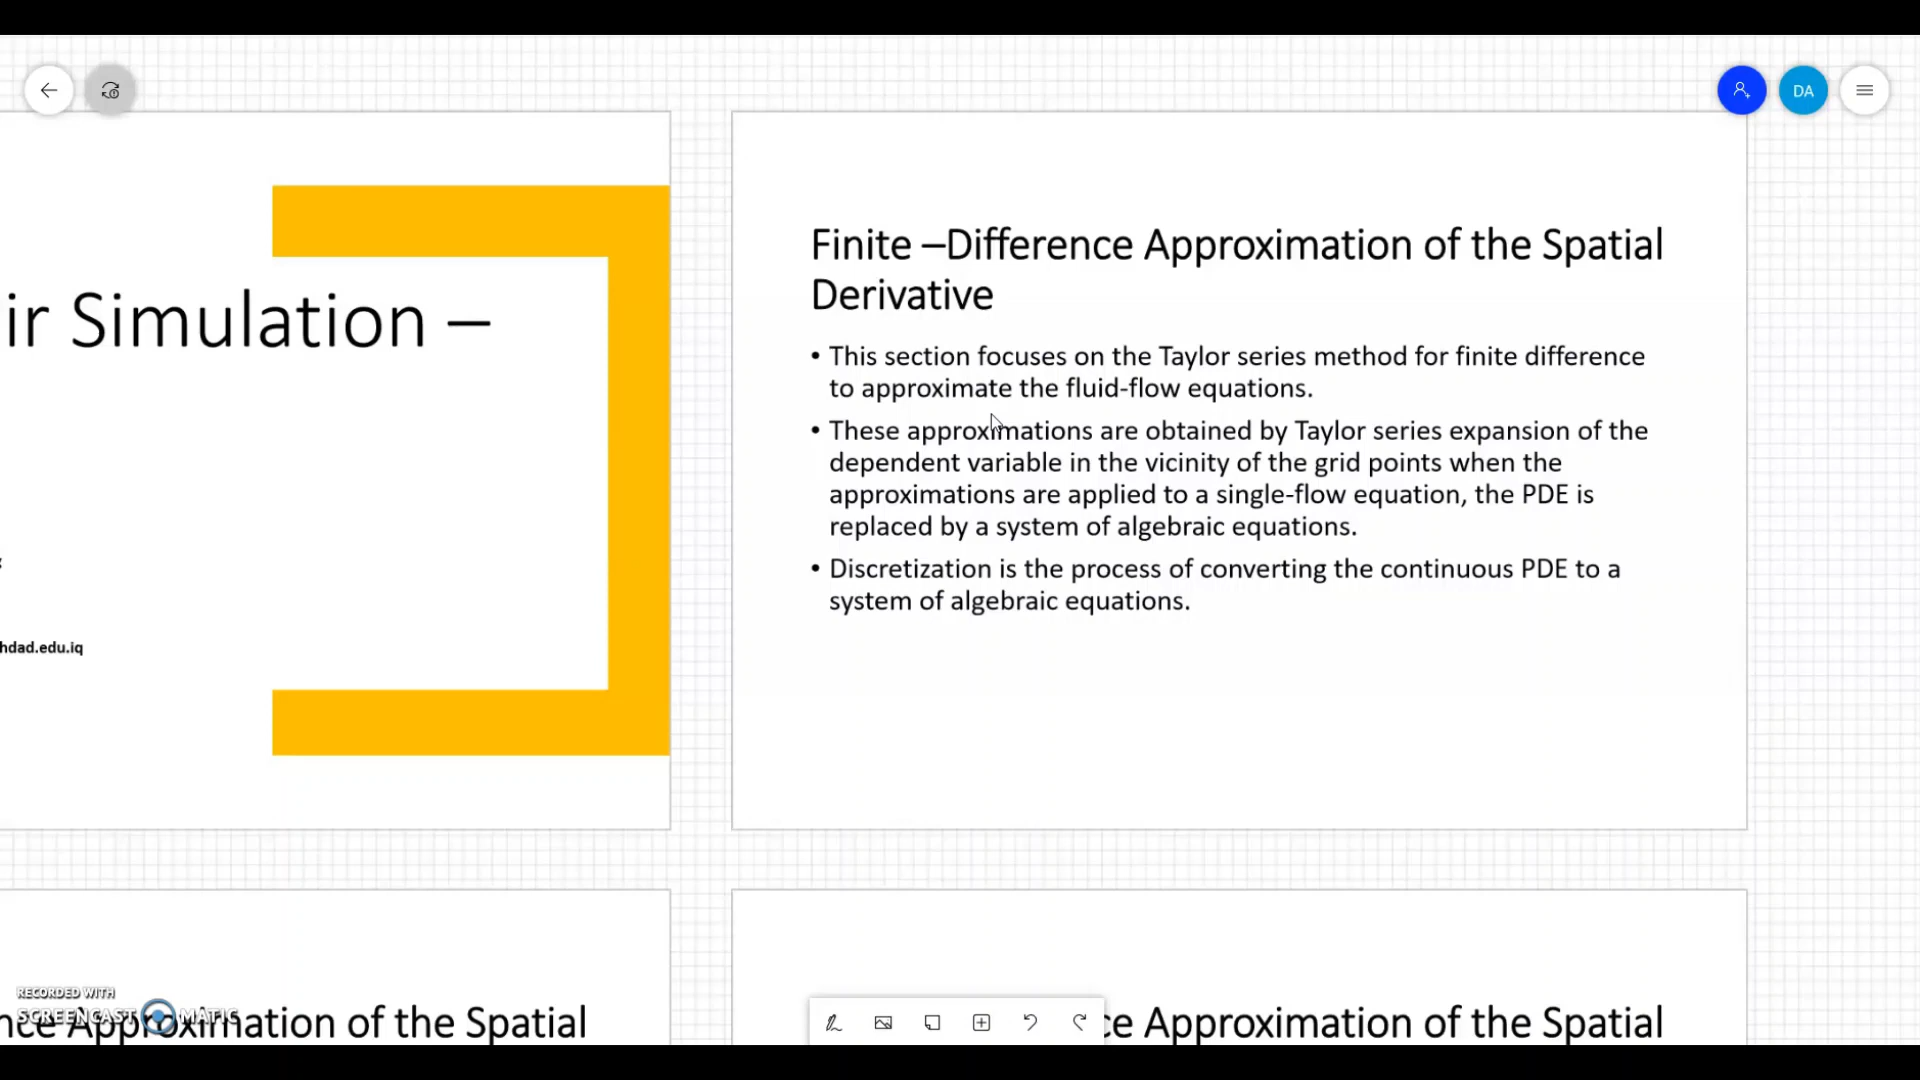 DA
ir Simulation –
hdad.edu.iq
Finite –Difference Approximation of the Spatial
Derivative
• This section focuses on the Taylor series method for finite difference
to approximate the fluid-flow equations.
• These approximations are obtained by Taylor series expansion of the
dependent variable in the vicinity of the grid points when the
approximations are applied to a single-flow equation, the PDE is
replaced by a system of algebraic equations.
• Discretization is the process of converting the continuous PDE to a
system of algebraic equations.
RECORDED WITH
SCREENCAST MATIC
nce Approximation of the Spatial
ce Approximation of the Spatial